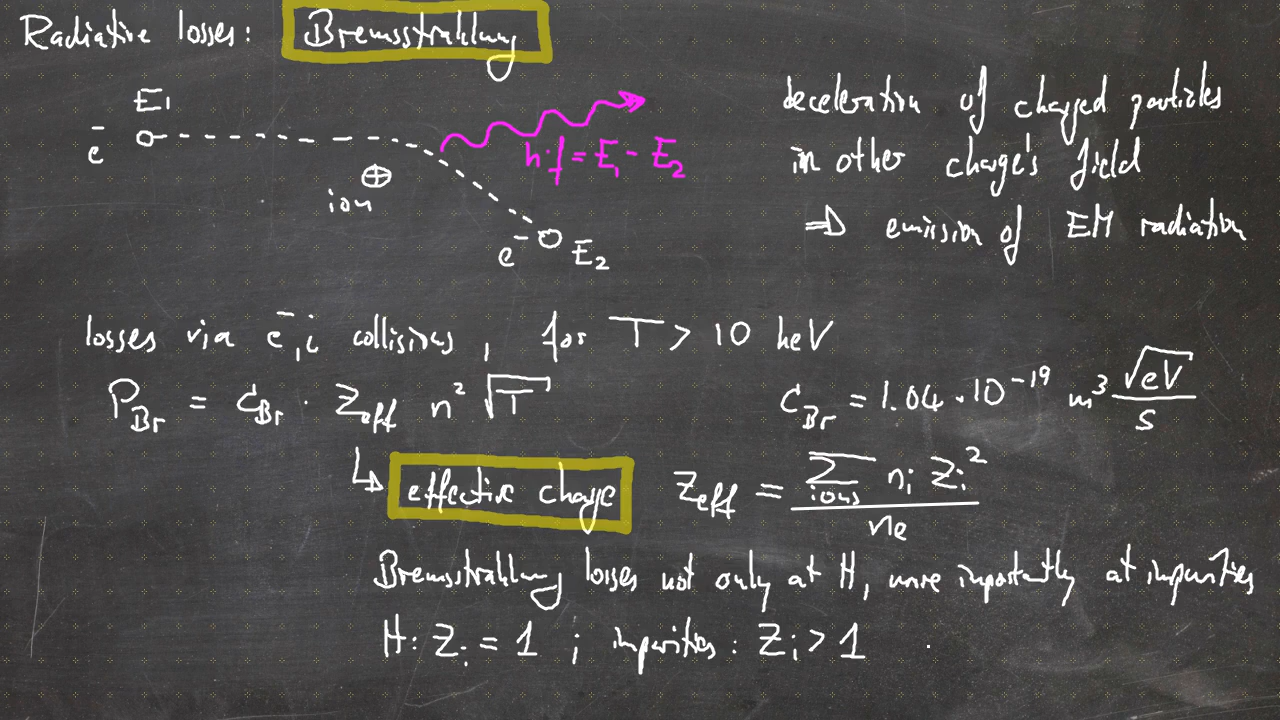 Radiative losses: Bremsstrahlung
E₁
e⁻
ion
h·f = E₁ - E₂
e⁻ E₂
deceleration of charged particles
in other charge's field
⇒ emission of EM radiation
losses via e⁻,i collisions, for T > 10 keV
P_Br = C_Br · Z_eff n² √T
C_Br = 1.04 · 10⁻¹⁹ m³ √eV / s
↳ effective charge Z_eff = Σ_ions n_i Z_i² / n_e
Bremsstrahlung losses not only at H, more importantly at impurities
H: Z_i = 1 ; impurities: Z_i > 1